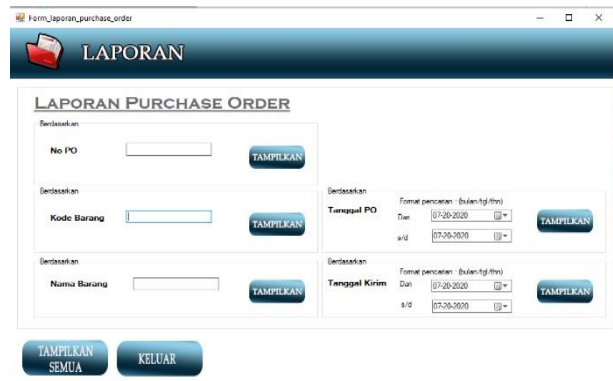 Form_laporan_purchase_order
LAPORAN
LAPORAN PURCHASE ORDER
Berdasarkan
No PO
TAMPILKAN
Berdasarkan
Kode Barang
TAMPILKAN
Berdasarkan
Tanggal PO
Format pencarian : (bulan/tgl/thn)
Dari 07-20-2020
s/d 07-20-2020
TAMPILKAN
Berdasarkan
Nama Barang
TAMPILKAN
Berdasarkan
Tanggal Kirim
Format pencarian : (bulan/tgl/thn)
Dari 07-20-2020
s/d 07-20-2020
TAMPILKAN
TAMPILKAN
SEMUA
KELUAR